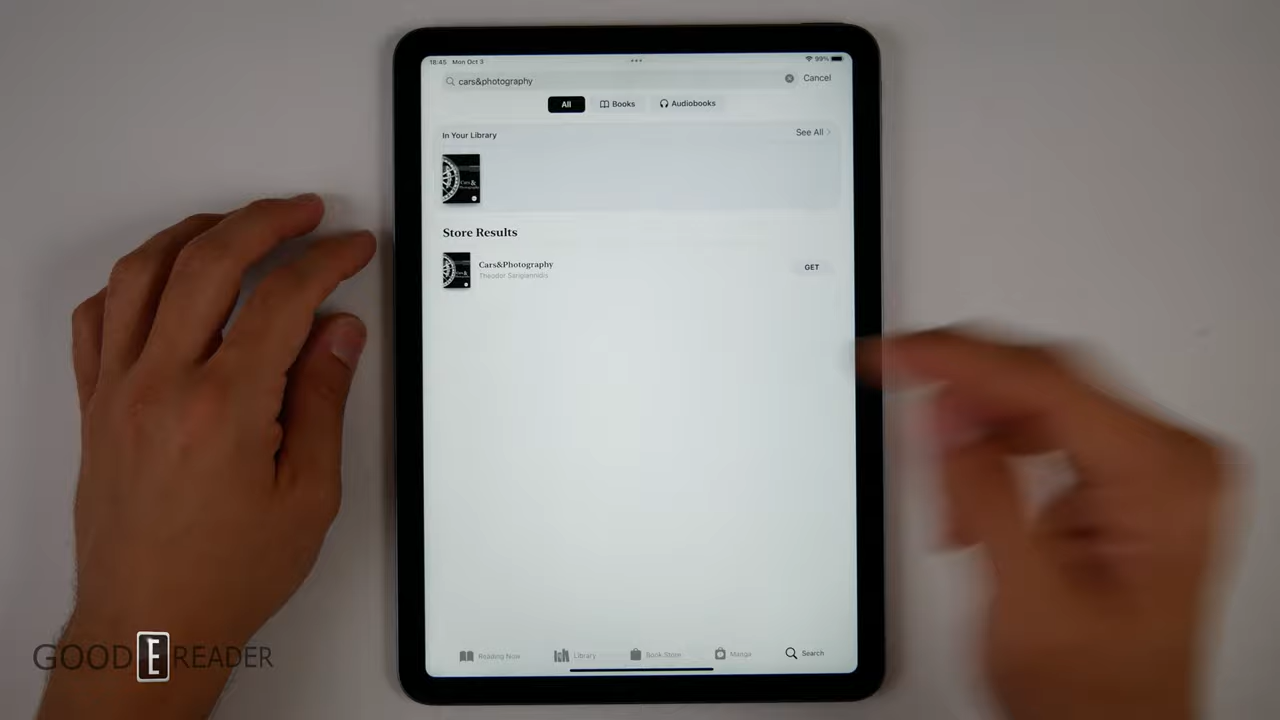 18:45 Mon Oct 3
99%
cars&photography
Cancel
All
Books
Audiobooks
In Your Library
See All
Cars &
Store Results
Cars&Photography
GET
Reading Now
Library
Book Store
Manga
Search
GOOD E READER